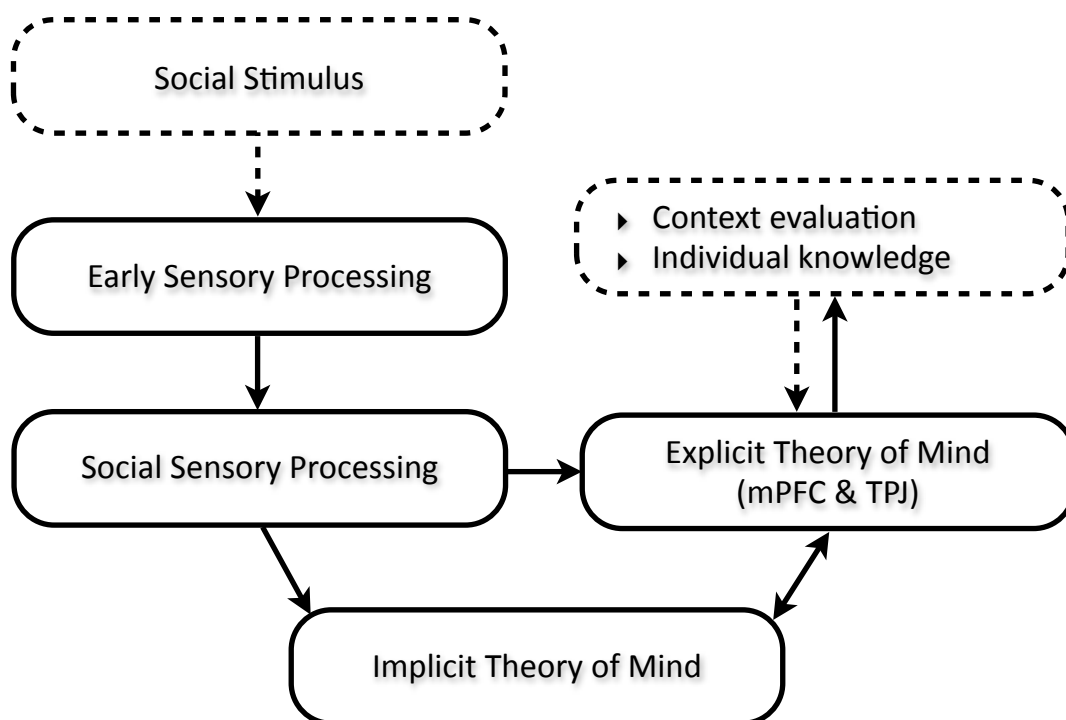 Social Stimulus
Early Sensory Processing
Social Sensory Processing
Context evaluation
Individual knowledge
Explicit Theory of Mind
(mPFC & TPJ)
Implicit Theory of Mind